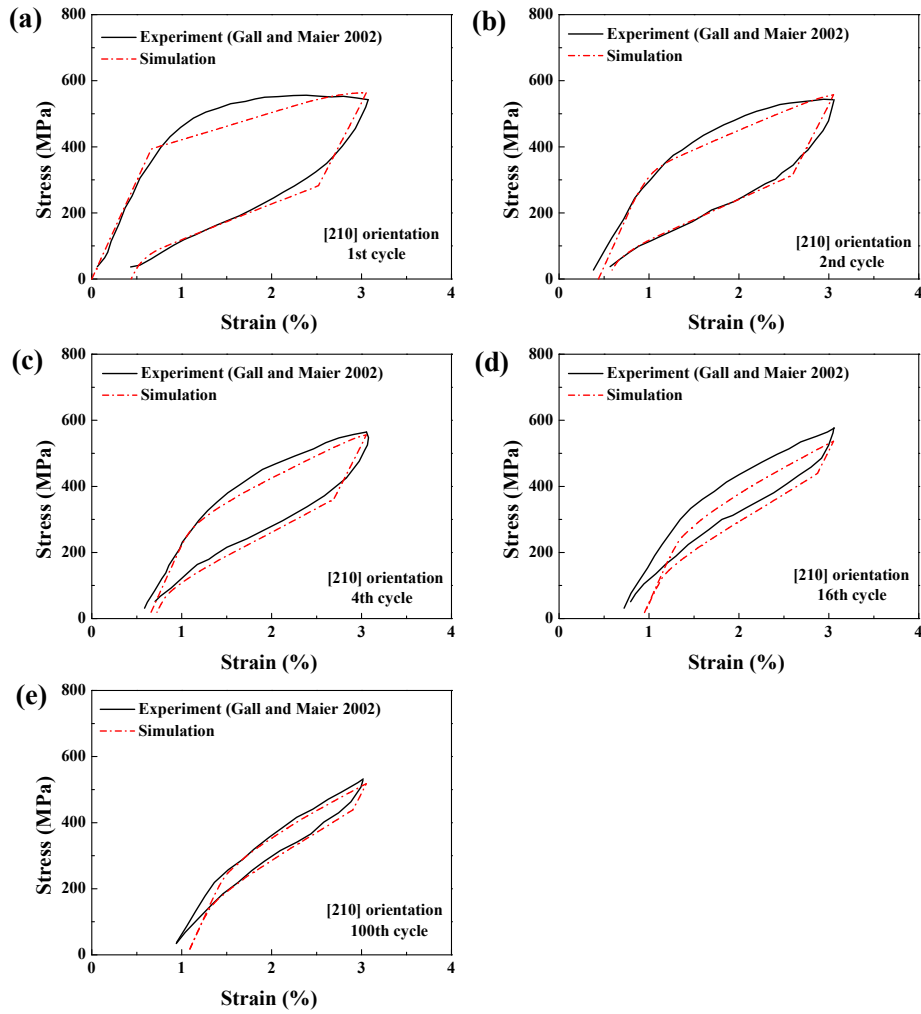 (a)
800
600
400
200
0
Stress (MPa)
Experiment (Gall and Maier 2002)
Simulation
[210] orientation
1st cycle
0 1 2 3 4
Strain (%)
(b)
800
600
400
200
0
Stress (MPa)
Experiment (Gall and Maier 2002)
Simulation
[210] orientation
2nd cycle
0 1 2 3 4
Strain (%)
(c)
800
600
400
200
0
Stress (MPa)
Experiment (Gall and Maier 2002)
Simulation
[210] orientation
4th cycle
0 1 2 3 4
Strain (%)
(d)
800
600
400
200
0
Stress (MPa)
Experiment (Gall and Maier 2002)
Simulation
[210] orientation
16th cycle
0 1 2 3 4
Strain (%)
(e)
800
600
400
200
0
Stress (MPa)
Experiment (Gall and Maier 2002)
Simulation
[210] orientation
100th cycle
0 1 2 3 4
Strain (%)